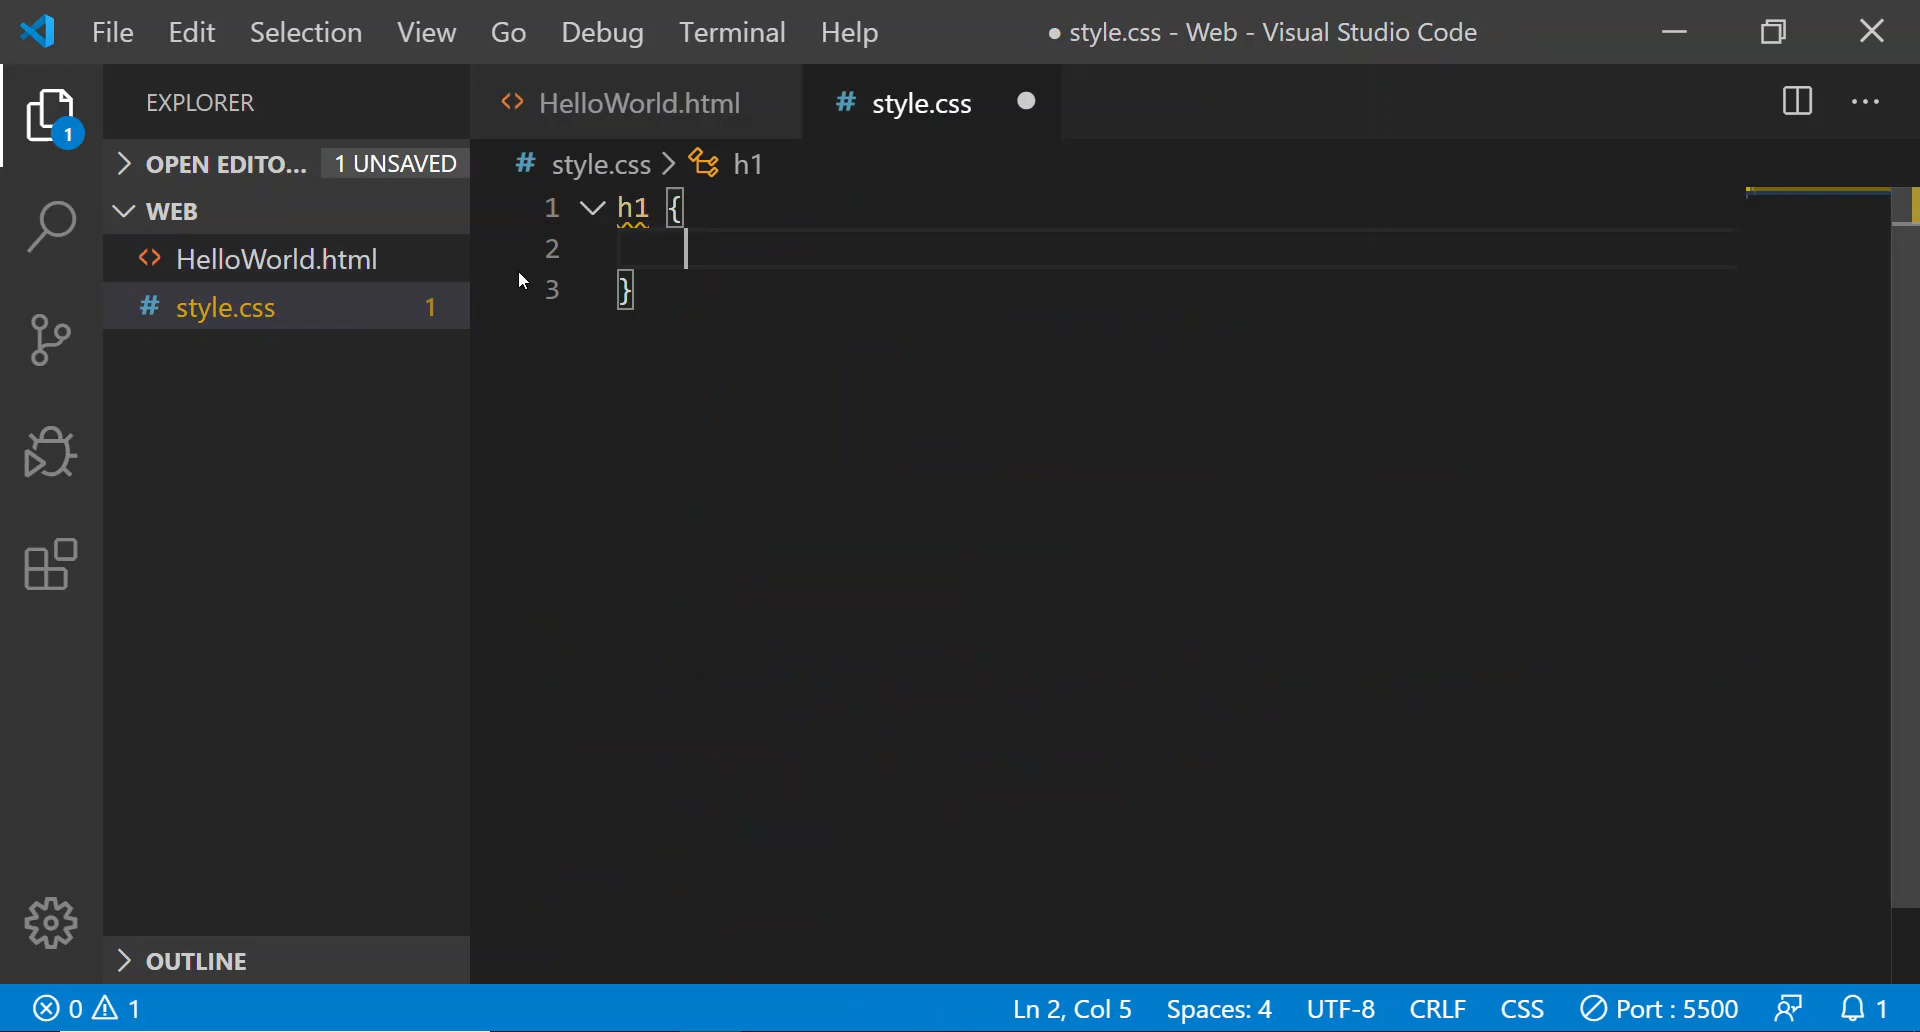 File Edit Selection View Go Debug Terminal Help ● style.css - Web - Visual Studio Code
EXPLORER
1
OPEN EDITO... 1 UNSAVED
WEB
<> HelloWorld.html
# style.css 1
OUTLINE
<> HelloWorld.html # style.css ●
# style.css > h1
1 h1 {
2
3 }
0 1 Ln 2, Col 5 Spaces: 4 UTF-8 CRLF CSS Port : 5500 1